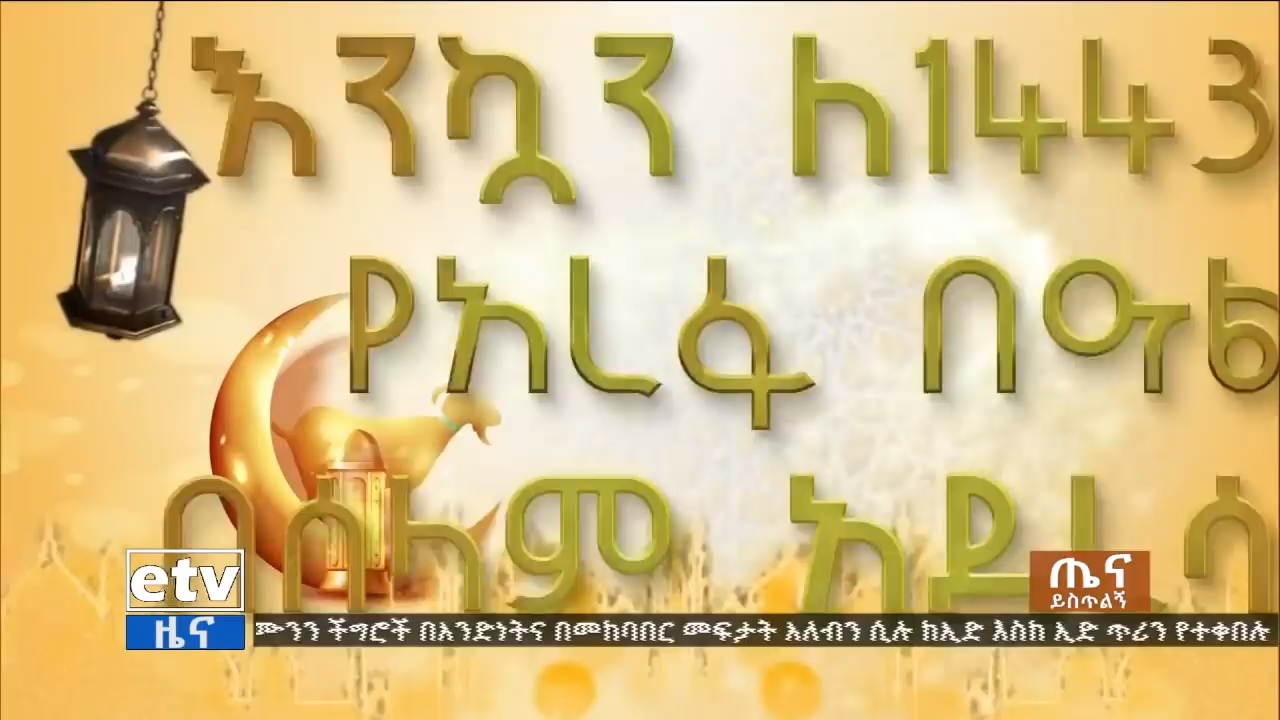 እንኳን ለ1443
የአረፋ በዓል
በሰላም አደረሳ
etv
ዜና
ጤና
ይስጥልኝ
ሙንን ችግሮች በአንድነትና በመከባበር መፍታት አለብን ሲሉ ከኢድ እስከ ኢድ ጥሪን የተቀበሉ